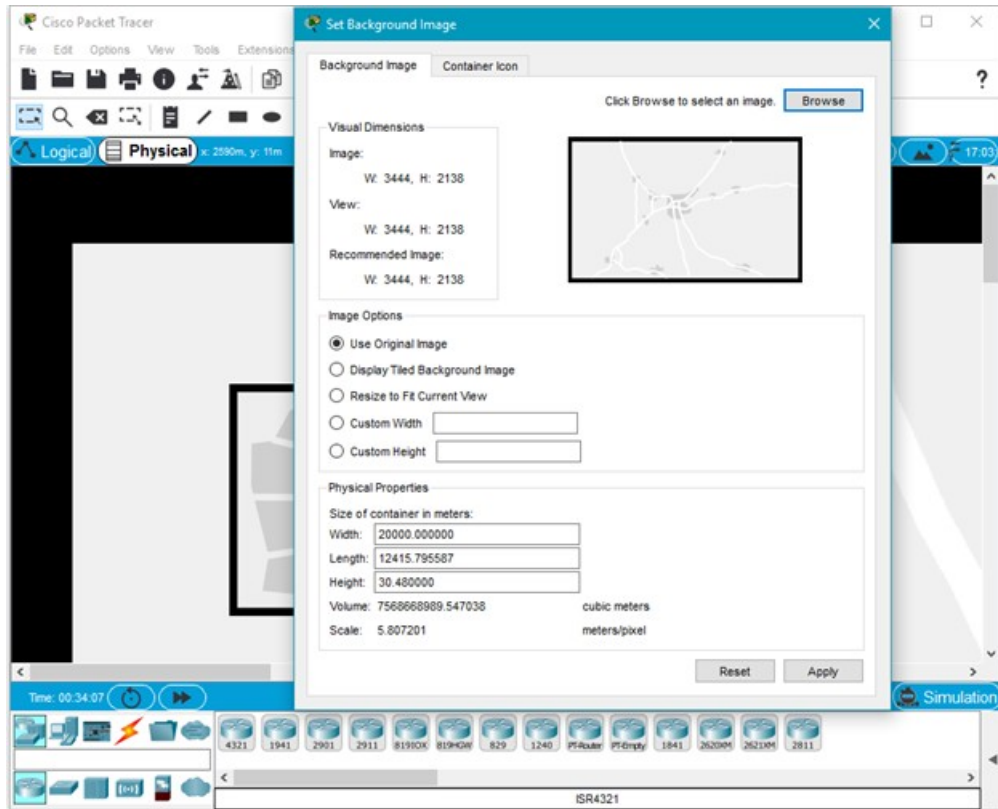 Cisco Packet Tracer
File Edit Options View Tools Extensions
?
Logical Physical x: 2590m, y: 11m
17:03
Set Background Image
Background Image Container Icon
Click Browse to select an image. Browse
Visual Dimensions
Image:
W: 3444, H: 2138
View:
W: 3444, H: 2138
Recommended Image:
W: 3444, H: 2138
Image Options
Use Original Image
Display Tiled Background Image
Resize to Fit Current View
Custom Width
Custom Height
Physical Properties
Size of container in meters:
Width: 20000.000000
Length: 12415.795587
Height: 30.480000
Volume: 7568668989.547038 cubic meters
Scale: 5.807201 meters/pixel
Reset Apply
Time: 00:34:07
Simulation
4321 1941 2901 2911 819IOX 819HGW 829 1240 PT-Router PT-Empty 1841 2620XM 2621XM 2811
ISR4321